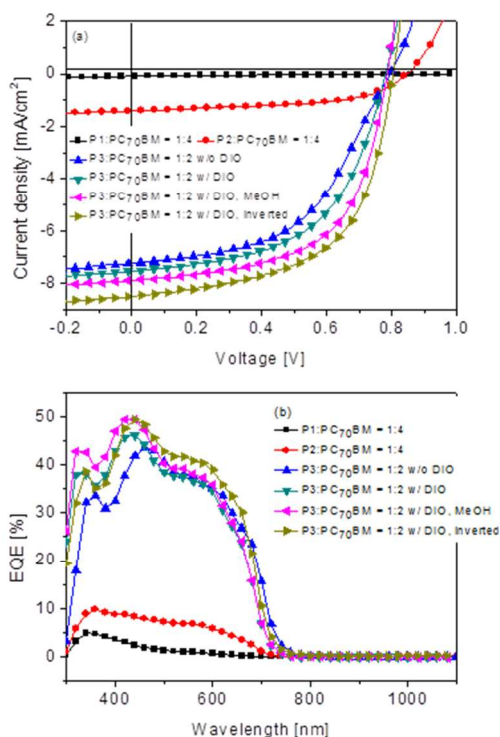 (a)
0
-2
-4
-6
-8
Current density [mA/cm²]
P1:PC₇₀BM = 1:4 P2:PC₇₀BM = 1:4
P3:PC₇₀BM = 1:2 w/o DIO
P3:PC₇₀BM = 1:2 w/ DIO
P3:PC₇₀BM = 1:2 w/ DIO, MeOH
P3:PC₇₀BM = 1:2 w/ DIO, Inverted
-0.2 0.0 0.2 0.4 0.6 0.8 1.0
Voltage [V]
(b)
50
40
30
20
10
0
EQE [%]
P1:PC₇₀BM = 1:4
P2:PC₇₀BM = 1:4
P3:PC₇₀BM = 1:2 w/o DIO
P3:PC₇₀BM = 1:2 w/ DIO
P3:PC₇₀BM = 1:2 w/ DIO, MeOH
P3:PC₇₀BM = 1:2 w/ DIO, Inverted
400 600 800 1000
Wavelength [nm]